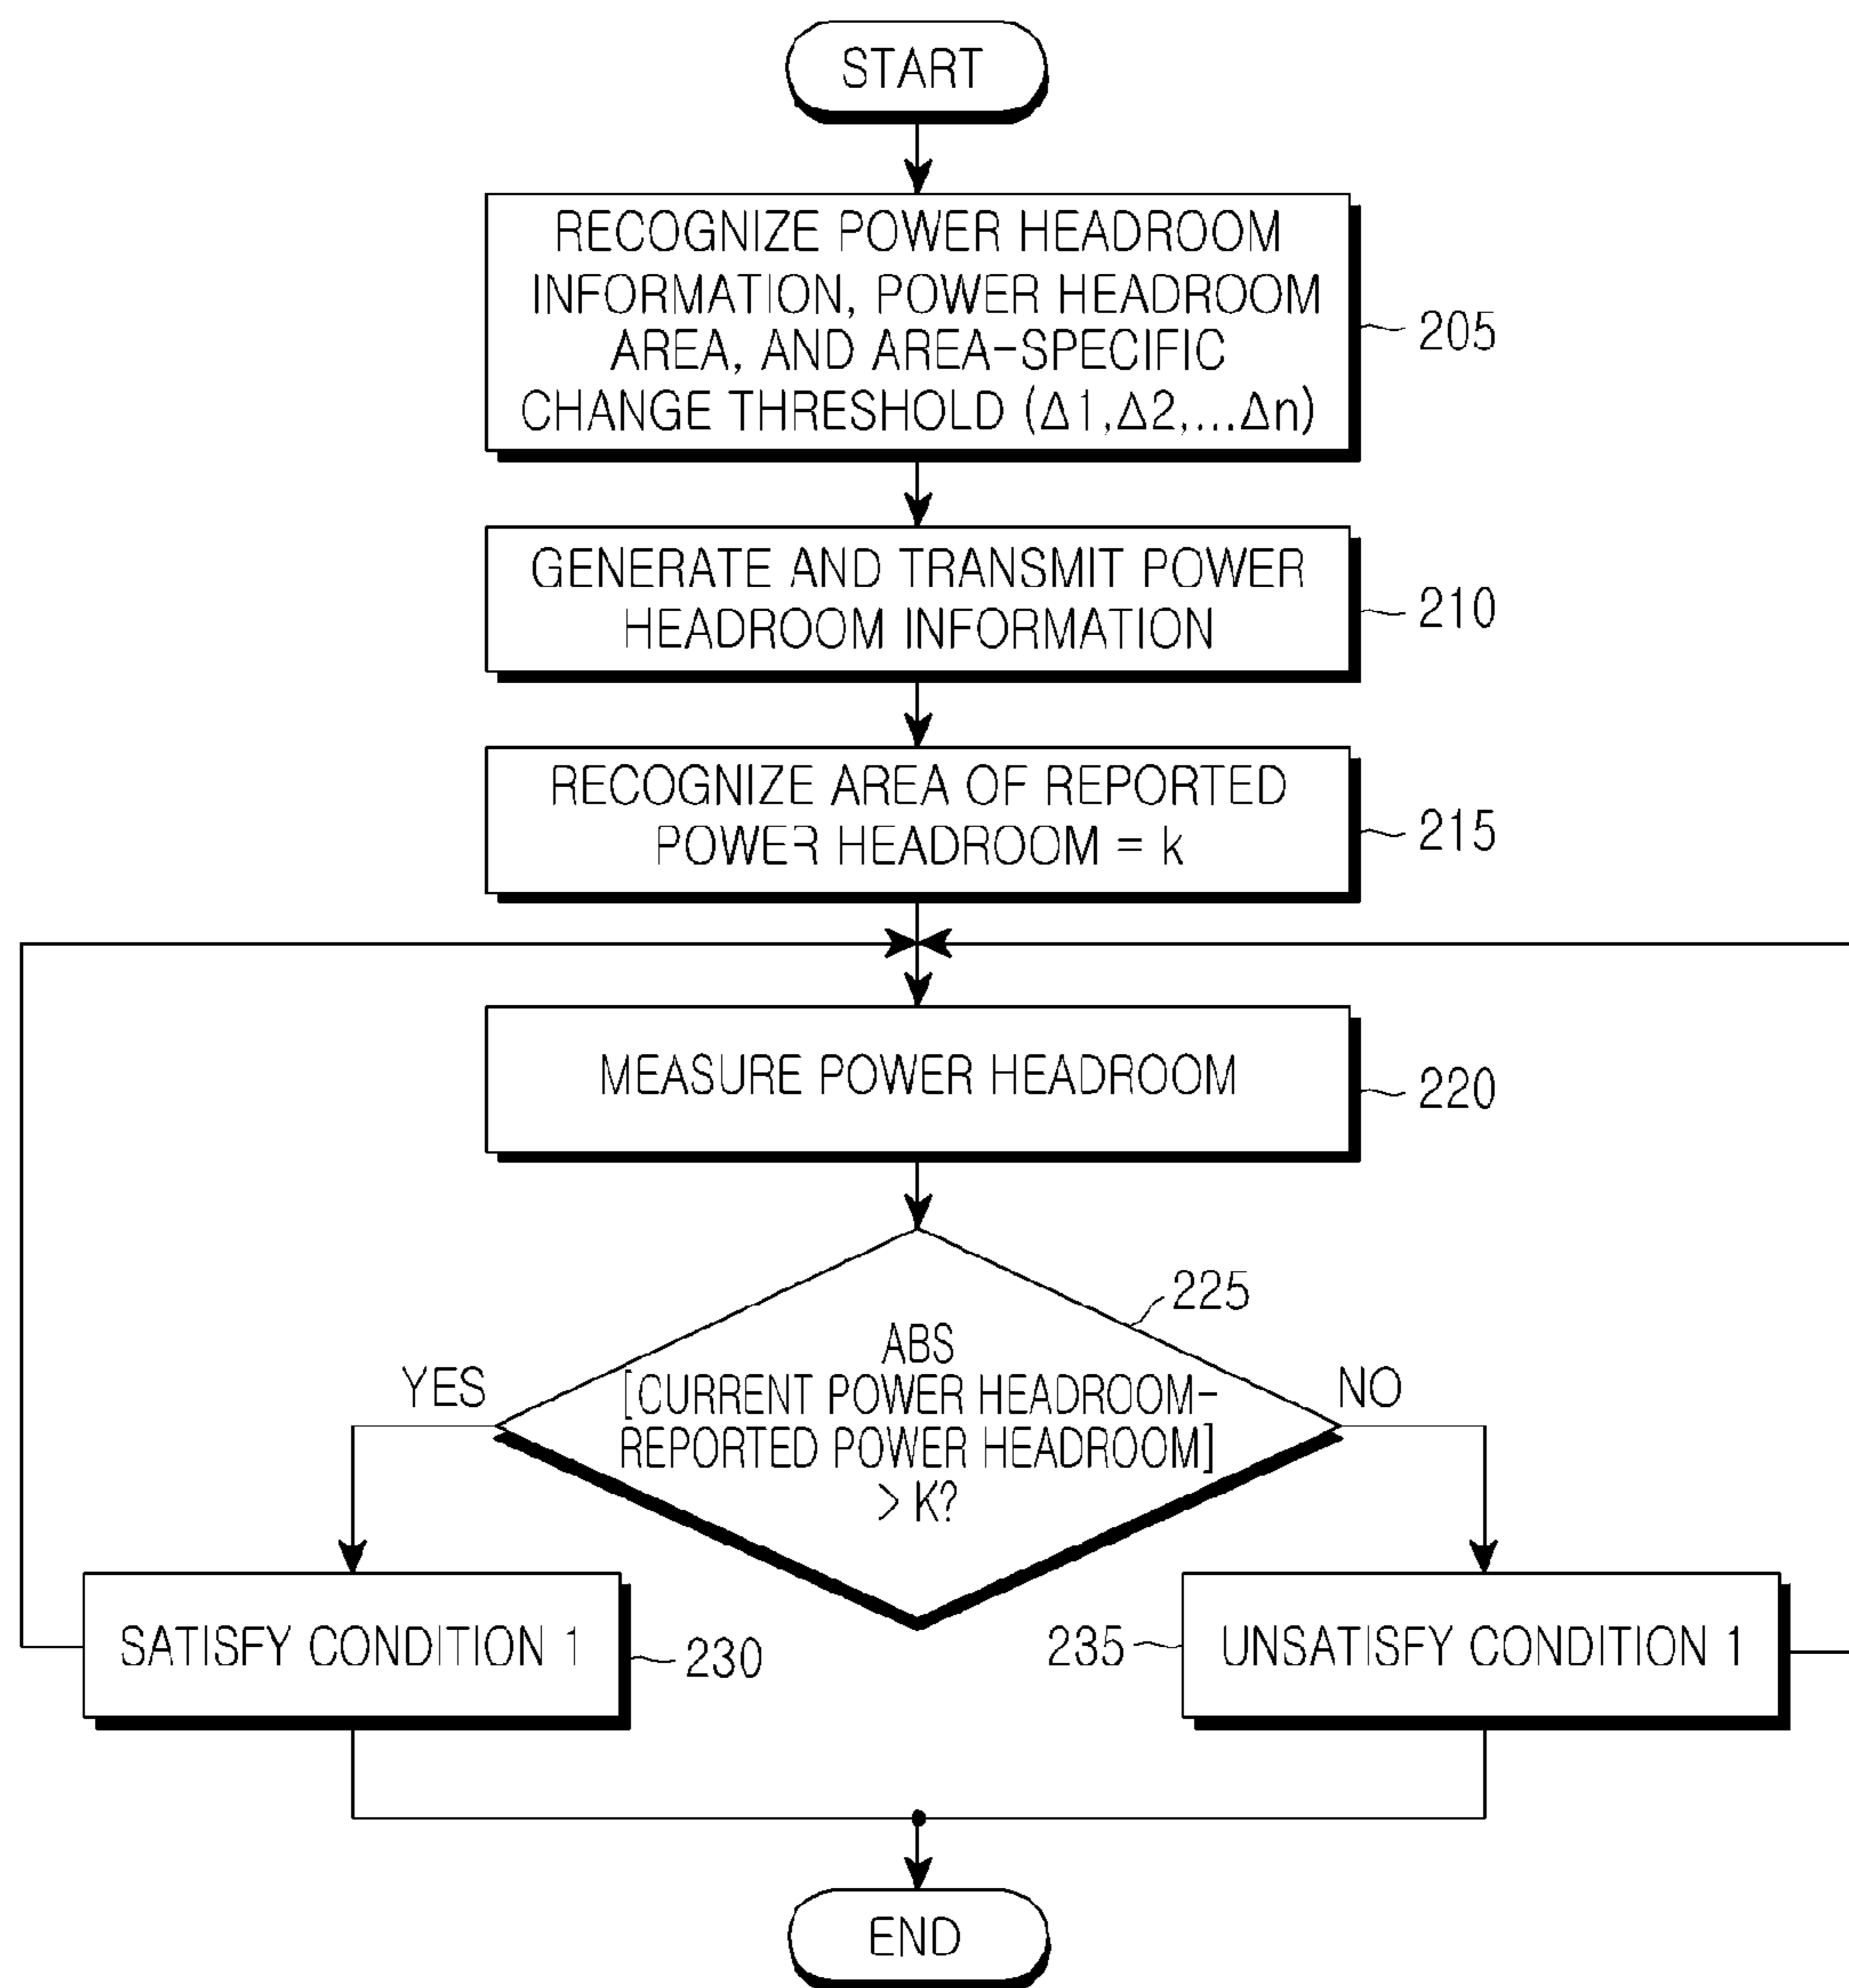 START
RECOGNIZE POWER HEADROOM
INFORMATION, POWER HEADROOM
AREA, AND AREA-SPECIFIC
CHANGE THRESHOLD (Δ1,Δ2,...Δn)
205
GENERATE AND TRANSMIT POWER
HEADROOM INFORMATION
210
RECOGNIZE AREA OF REPORTED
POWER HEADROOM = k
215
MEASURE POWER HEADROOM
220
225
ABS
[CURRENT POWER HEADROOM-
REPORTED POWER HEADROOM]
> K?
YES
NO
SATISFY CONDITION 1
230
235
UNSATISFY CONDITION 1
END